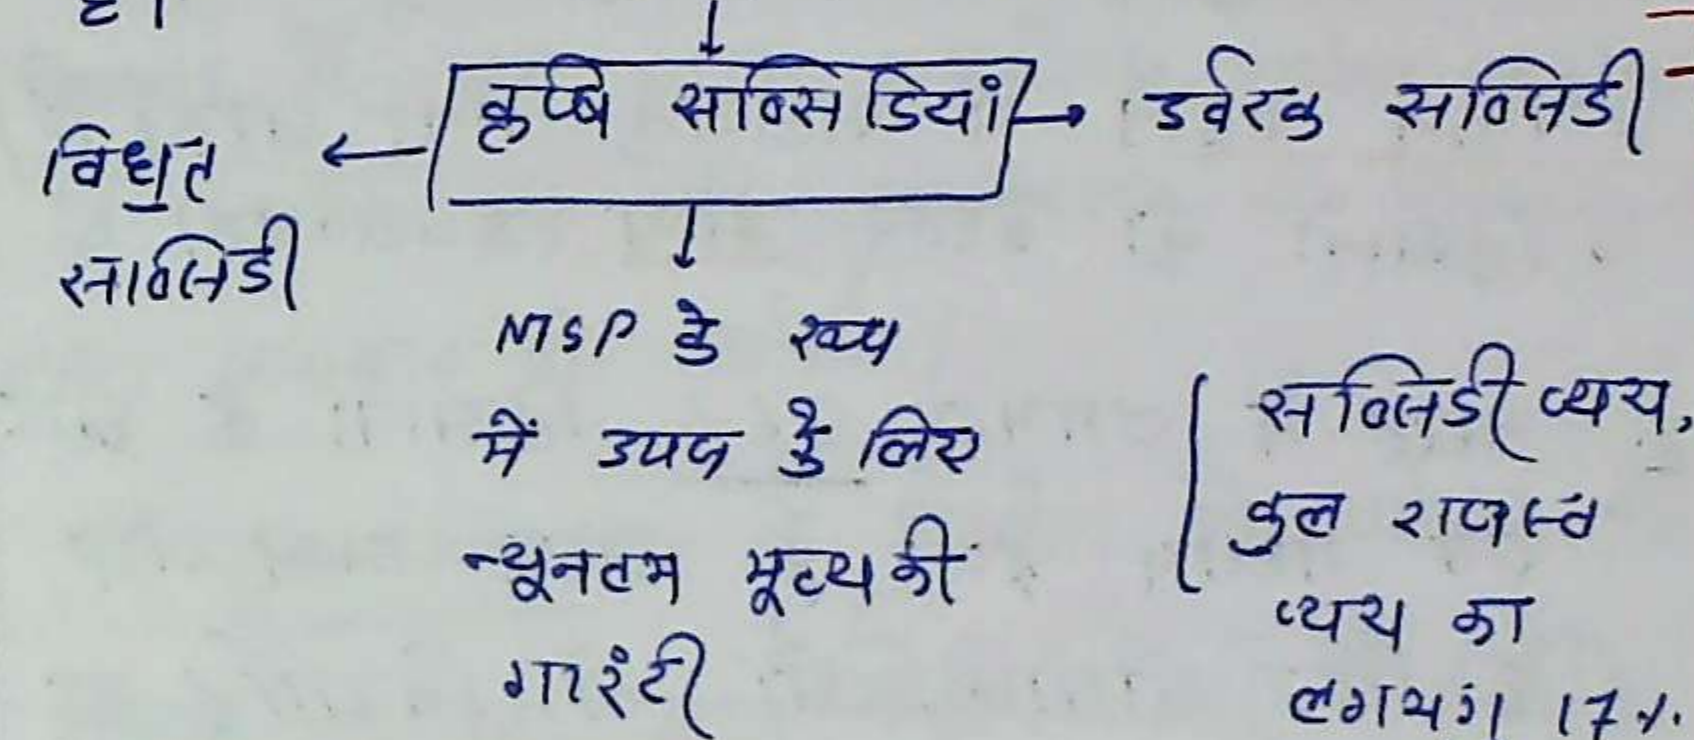 है।
कृषि सब्सिडियां → उर्वरक सब्सिडी
विधुत ←
सब्सिडी
MSP के रूप
में उपज के लिए
न्यूनतम मूल्य की
गारंटी
सब्सिडी व्यय,
कुल राजस्व
व्यय का
लगभग 17%